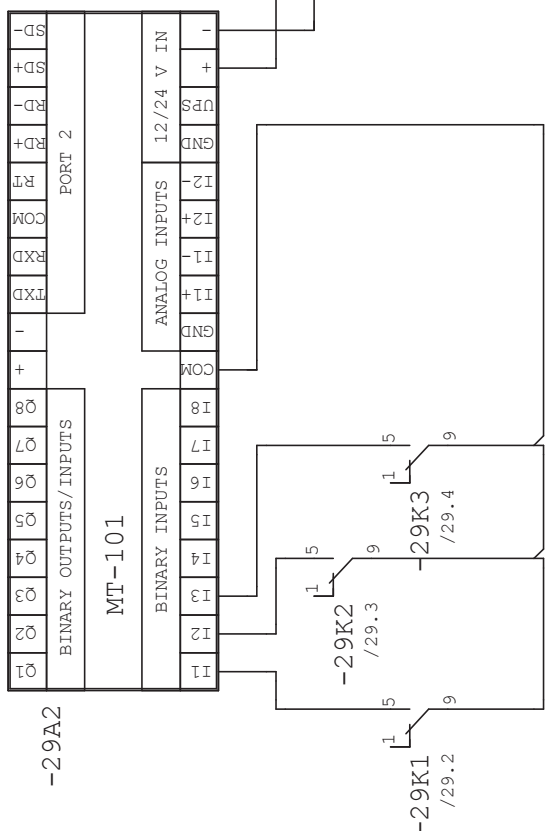 -29A2
MT-101
PORT 2
BINARY OUTPUTS/INPUTS
12/24 V IN
ANALOG INPUTS
BINARY INPUTS
SD-
SD+
RD-
RD+
RT
COM
RXD
TXD
-
+
Q8
Q7
Q6
Q5
Q4
Q3
Q2
Q1
-
+
UPS
GND
I2-
I2+
I1-
I1+
GND
COM
I8
I7
I6
I5
I4
I3
I2
I1
-29K3
/29.4
1
5
9
-29K2
/29.3
1
5
9
-29K1
/29.2
1
5
9